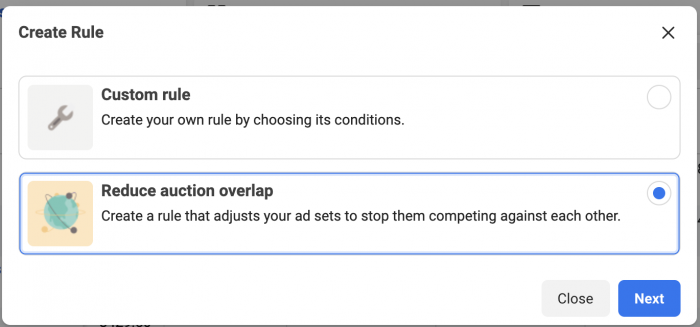 Create Rule
Custom rule
Create your own rule by choosing its conditions.
Reduce auction overlap
Create a rule that adjusts your ad sets to stop them competing against each other.
Close
Next